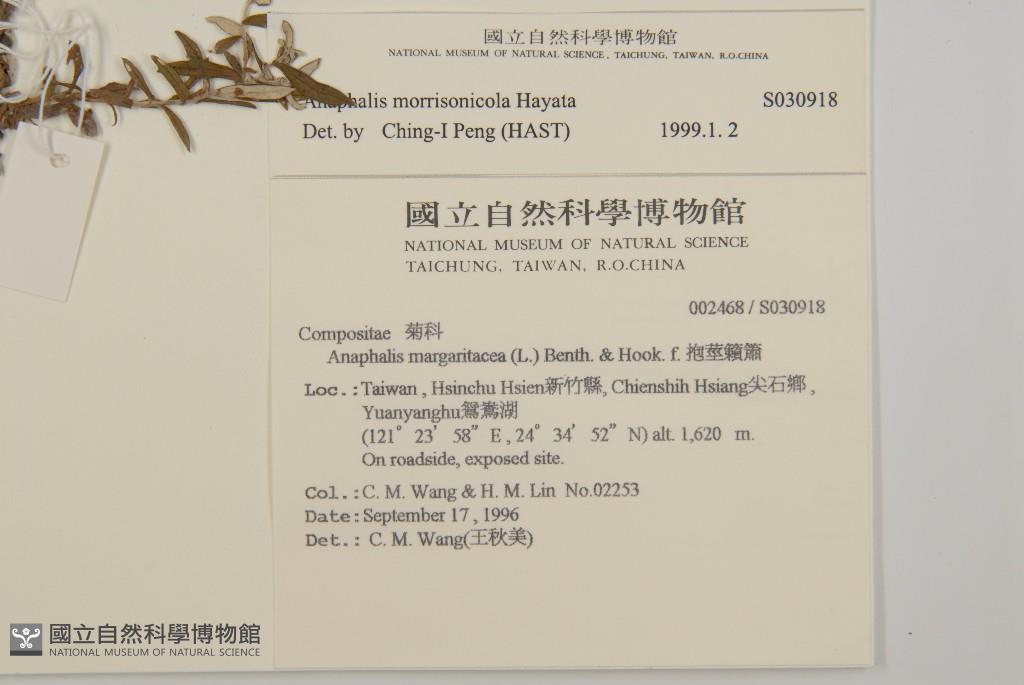 國立自然科學博物館
NATIONAL MUSEUM OF NATURAL SCIENCE, TAICHUNG, TAIWAN, R.O.CHINA
Anaphalis morrisonicola Hayata S030918
Det. by Ching-I Peng (HAST) 1999.1. 2
國立自然科學博物館
NATIONAL MUSEUM OF NATURAL SCIENCE
TAICHUNG, TAIWAN, R.O.CHINA
002468 / S030918
Compositae 菊科
Anaphalis margaritacea (L.) Benth. & Hook. f. 抱莖籟簫
Loc.:Taiwan , Hsinchu Hsien新竹縣, Chienshih Hsiang尖石鄉 ,
Yuanyanghu鴛鴦湖
(121° 23′ 58” E , 24° 34′ 52” N) alt. 1,620 m.
On roadside, exposed site.
Col.:C. M. Wang & H. M. Lin No.02253
Date:September 17 , 1996
Det.: C. M. Wang(王秋美)
國立自然科學博物館
NATIONAL MUSEUM OF NATURAL SCIENCE